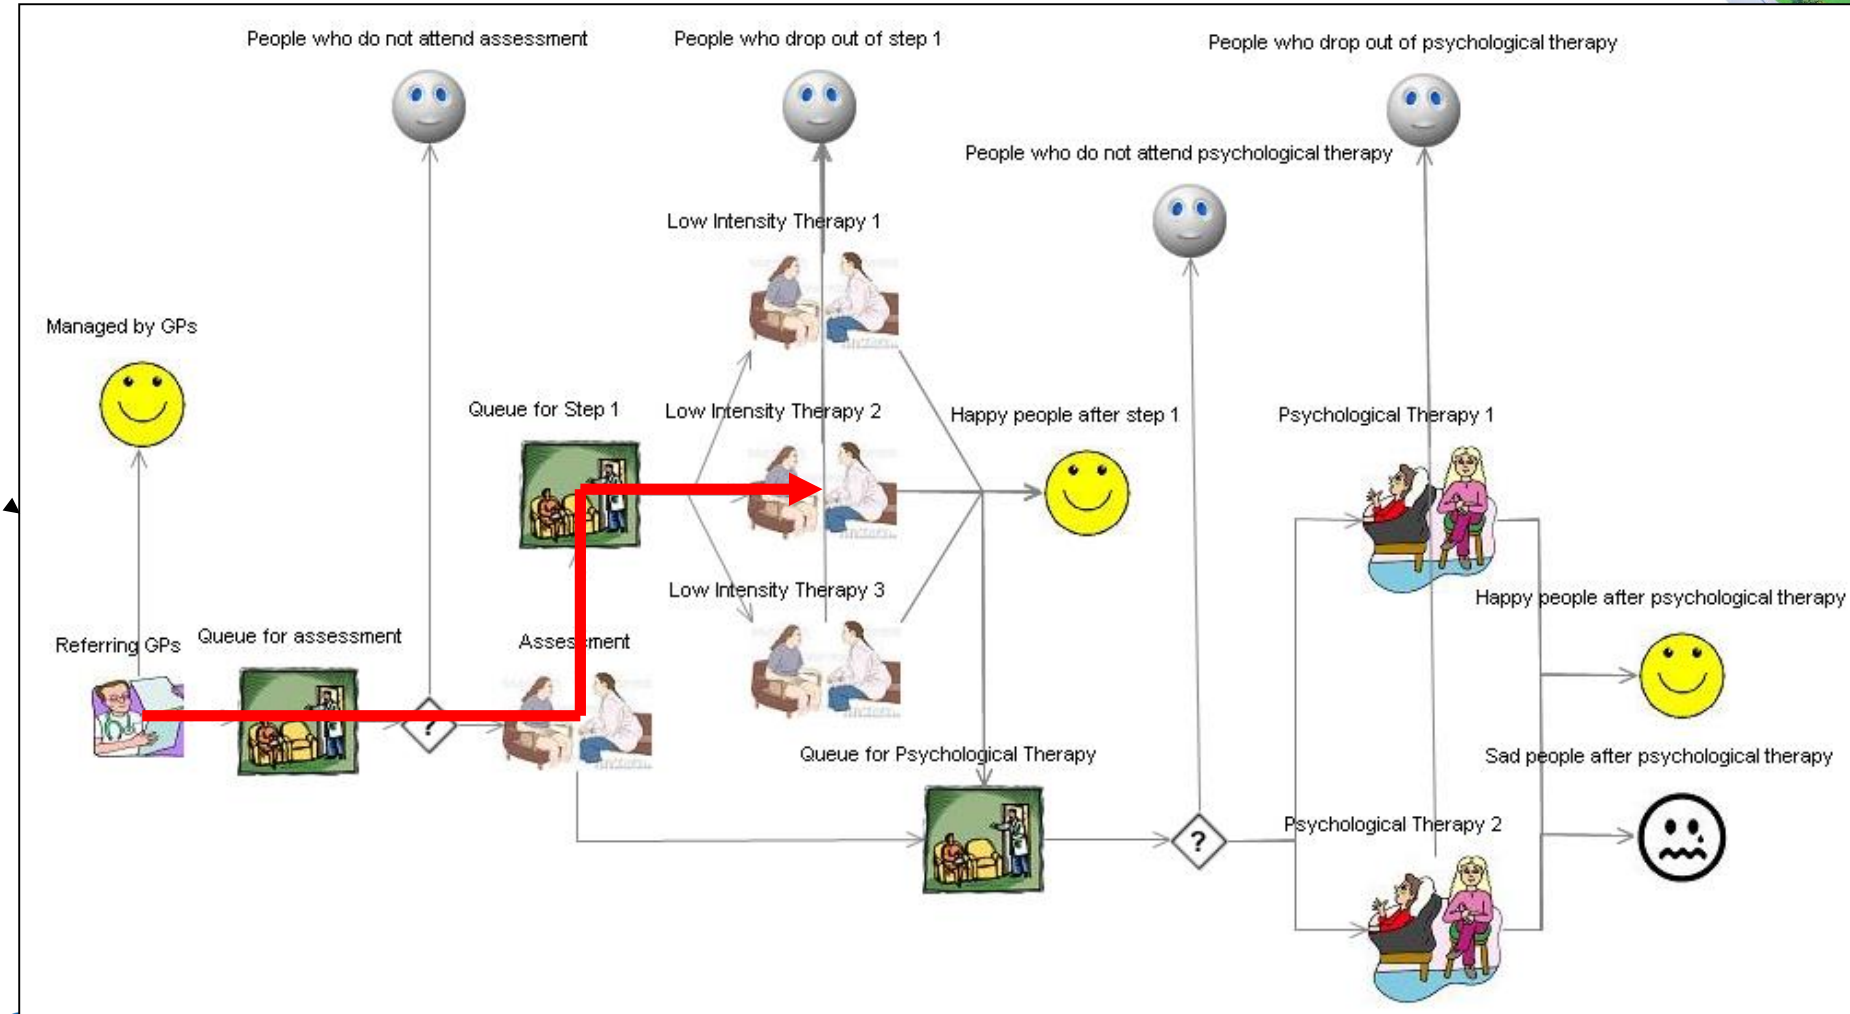 People who do not attend assessment
People who drop out of step 1
People who drop out of psychological therapy
People who do not attend psychological therapy
Low Intensity Therapy 1
Managed by GPs
Queue for Step 1
Low Intensity Therapy 2
Happy people after step 1
Psychological Therapy 1
Low Intensity Therapy 3
Happy people after psychological therapy
Referring GPs
Queue for assessment
Assessment
?
Queue for Psychological Therapy
Sad people after psychological therapy
Psychological Therapy 2
?